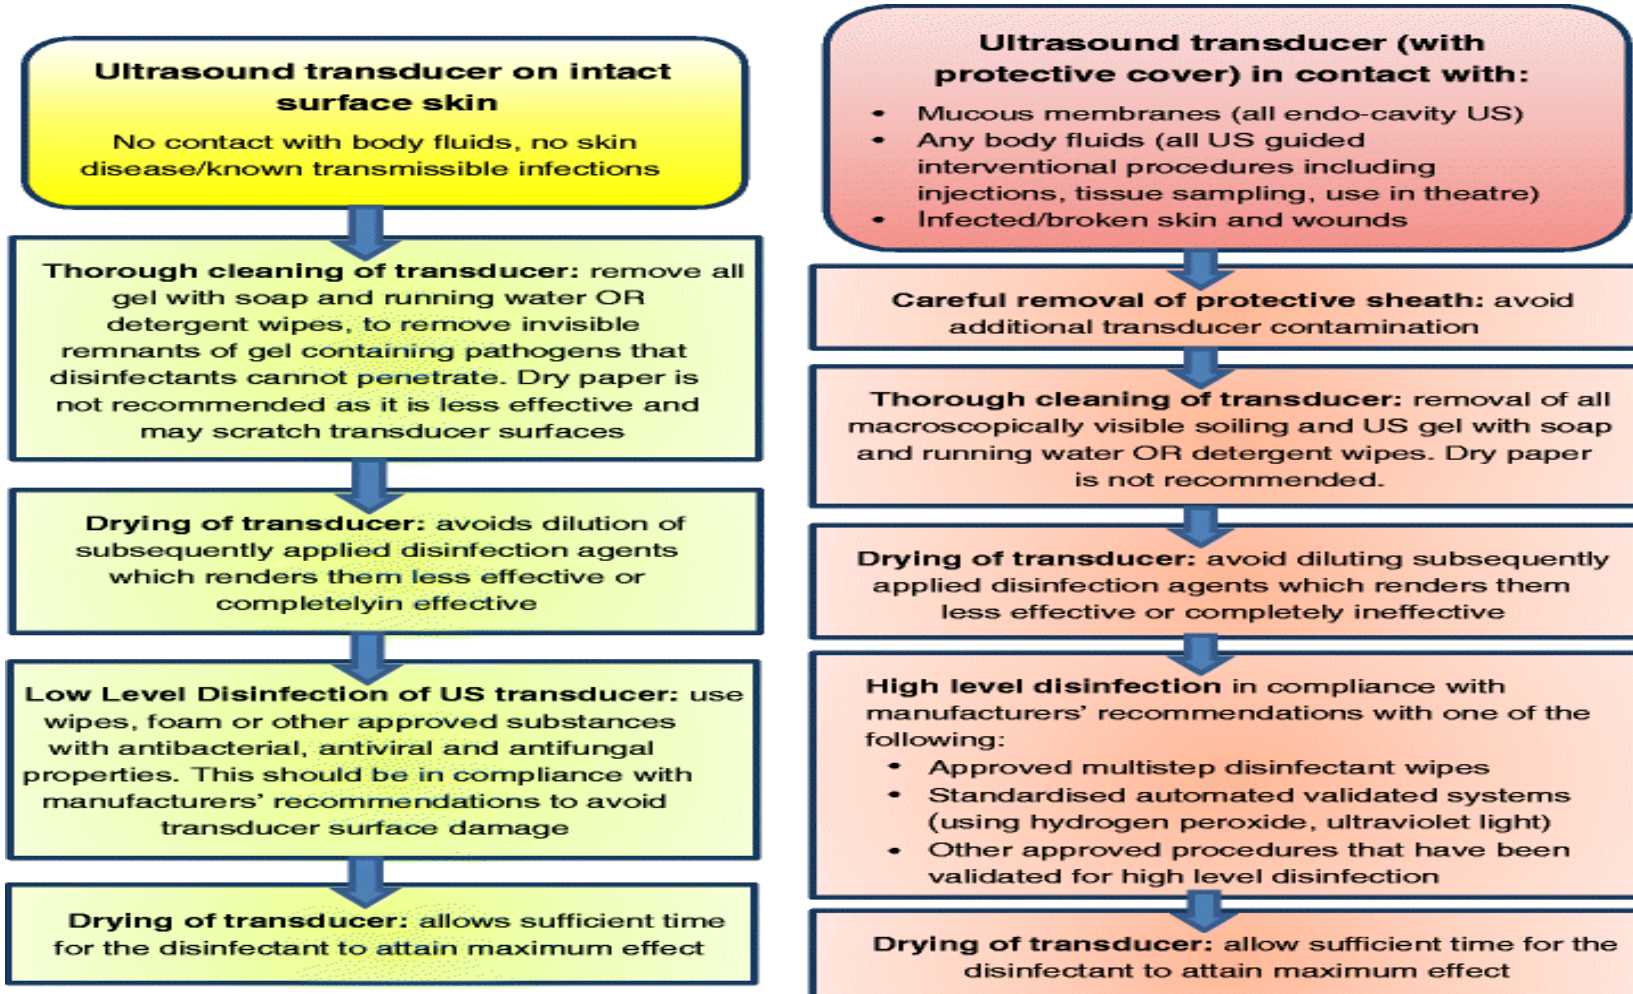 Ultrasound transducer on intact
surface skin
No contact with body fluids, no skin
disease/known transmissible infections
Thorough cleaning of transducer: remove all
gel with soap and running water OR
detergent wipes, to remove invisible
remnants of gel containing pathogens that
disinfectants cannot penetrate. Dry paper is
not recommended as it is less effective and
may scratch transducer surfaces
Drying of transducer: avoids dilution of
subsequently applied disinfection agents
which renders them less effective or
completelyin effective
Low Level Disinfection of US transducer: use
wipes, foam or other approved substances
with antibacterial, antiviral and antifungal
properties. This should be in compliance with
manufacturers' recommendations to avoid
transducer surface damage
Drying of transducer: allows sufficient time
for the disinfectant to attain maximum effect
Ultrasound transducer (with
protective cover) in contact with:
• Mucous membranes (all endo-cavity US)
• Any body fluids (all US guided
interventional procedures including
injections, tissue sampling, use in theatre)
• Infected/broken skin and wounds
Careful removal of protective sheath: avoid
additional transducer contamination
Thorough cleaning of transducer: removal of all
macroscopically visible soiling and US gel with soap
and running water OR detergent wipes. Dry paper
is not recommended.
Drying of transducer: avoid diluting subsequently
applied disinfection agents which renders them
less effective or completely ineffective
High level disinfection in compliance with
manufacturers' recommendations with one of the
following:
• Approved multistep disinfectant wipes
• Standardised automated validated systems
(using hydrogen peroxide, ultraviolet light)
• Other approved procedures that have been
validated for high level disinfection
Drying of transducer: allow sufficient time for the
disinfectant to attain maximum effect